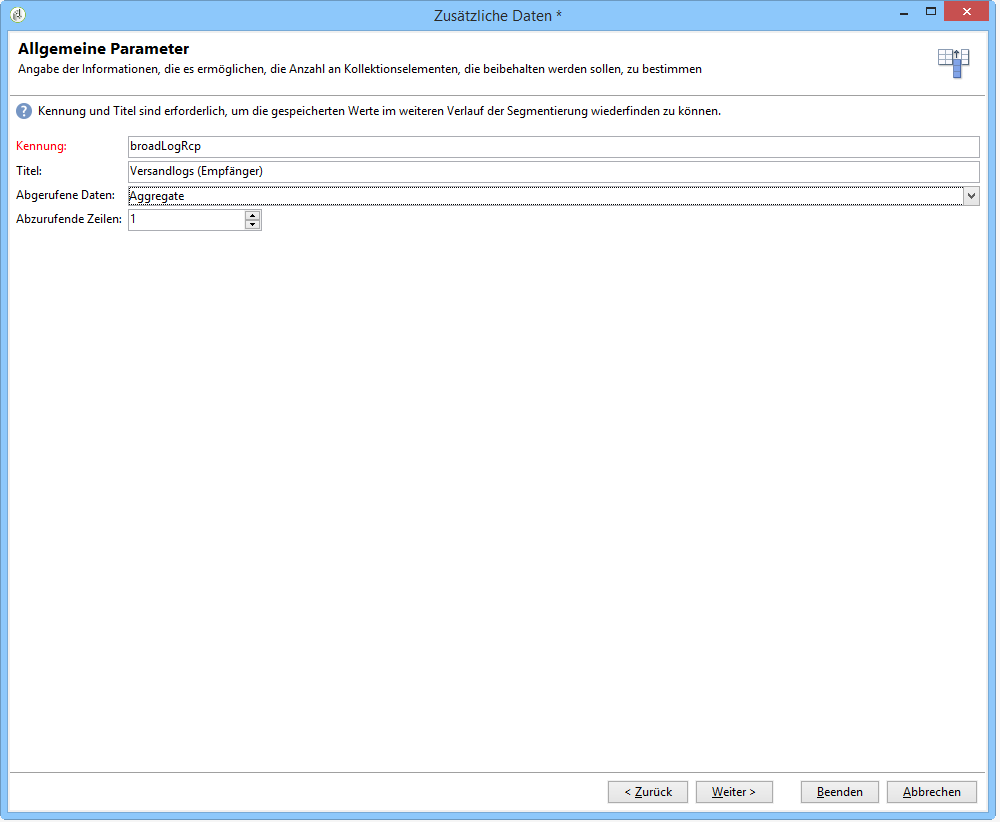 Zusätzliche Daten *
Allgemeine Parameter
Angabe der Informationen, die es ermöglichen, die Anzahl an Kollektionselementen, die beibehalten werden sollen, zu bestimmen
? Kennung und Titel sind erforderlich, um die gespeicherten Werte im weiteren Verlauf der Segmentierung wiederfinden zu können.
Kennung: broadLogRcp
Titel: Versandlogs (Empfänger)
Abgerufene Daten: Aggregate
Abzurufende Zeilen: 1
< Zurück Weiter > Beenden Abbrechen